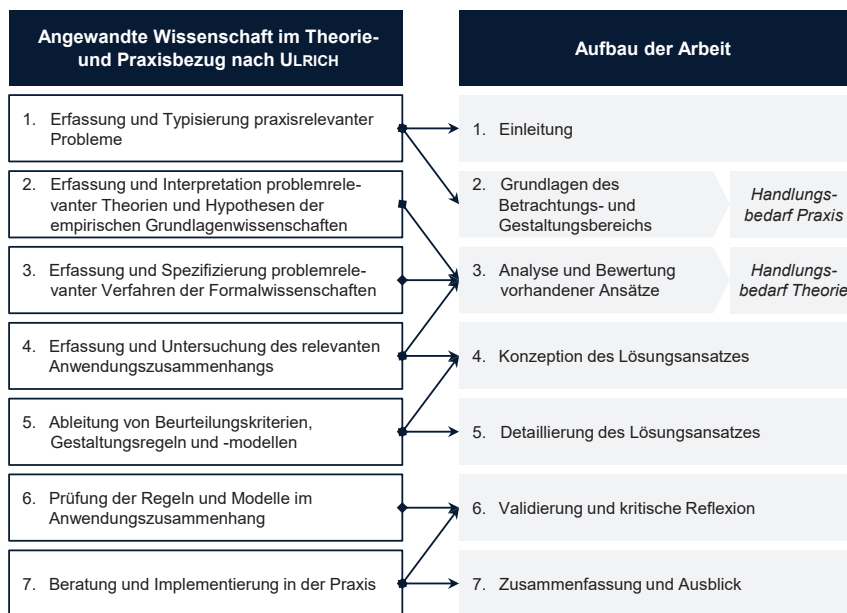 Angewandte Wissenschaft im Theorie-
und Praxisbezug nach ULRICH
Aufbau der Arbeit
1. Erfassung und Typisierung praxisrelevanter
Probleme
1. Einleitung
2. Erfassung und Interpretation problemrele-
vanter Theorien und Hypothesen der
empirischen Grundlagenwissenschaften
2. Grundlagen des
Betrachtungs- und
Gestaltungsbereichs
Handlungs-
bedarf Praxis
3. Erfassung und Spezifizierung problemrele-
vanter Verfahren der Formalwissenschaften
3. Analyse und Bewertung
vorhandener Ansätze
Handlungs-
bedarf Theorie
4. Erfassung und Untersuchung des relevanten
Anwendungszusammenhangs
4. Konzeption des Lösungsansatzes
5. Ableitung von Beurteilungskriterien,
Gestaltungsregeln und -modellen
5. Detaillierung des Lösungsansatzes
6. Prüfung der Regeln und Modelle im
Anwendungszusammenhang
6. Validierung und kritische Reflexion
7. Beratung und Implementierung in der Praxis
7. Zusammenfassung und Ausblick